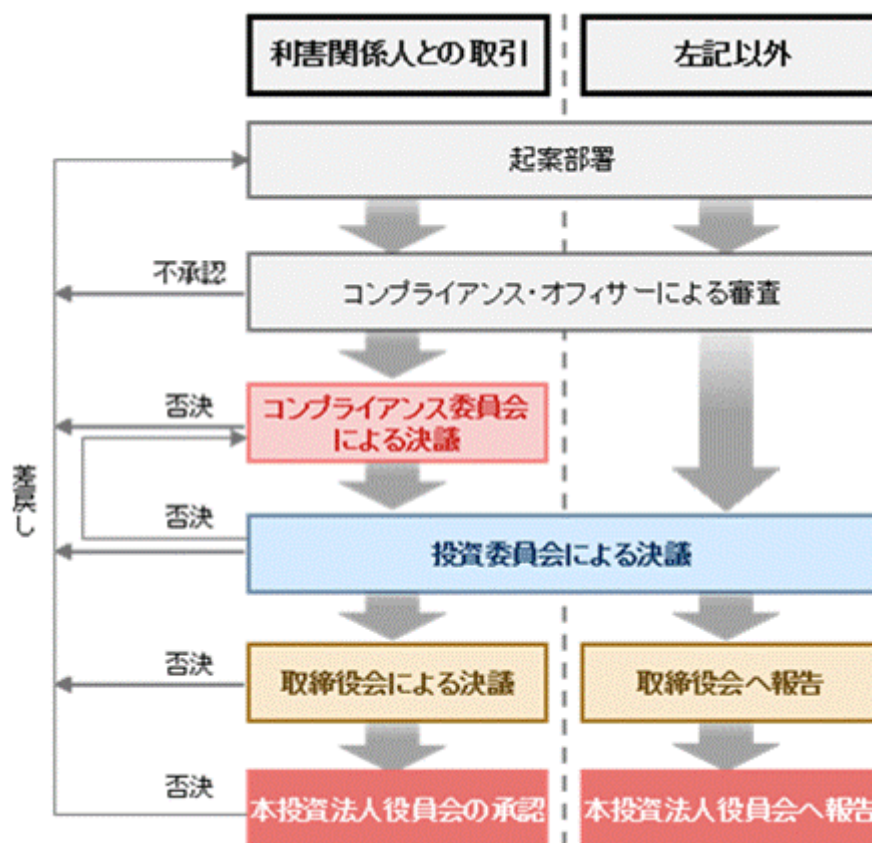 利害関係人との取引
左記以外
起案部署
不承認
コンプライアンス・オフィサーによる審査
否決
コンプライアンス委員会
による決議
差戻し
否決
投資委員会による決議
否決
取締役会による決議
取締役会へ報告
否決
本投資法人役員会の承認
本投資法人役員会へ報告